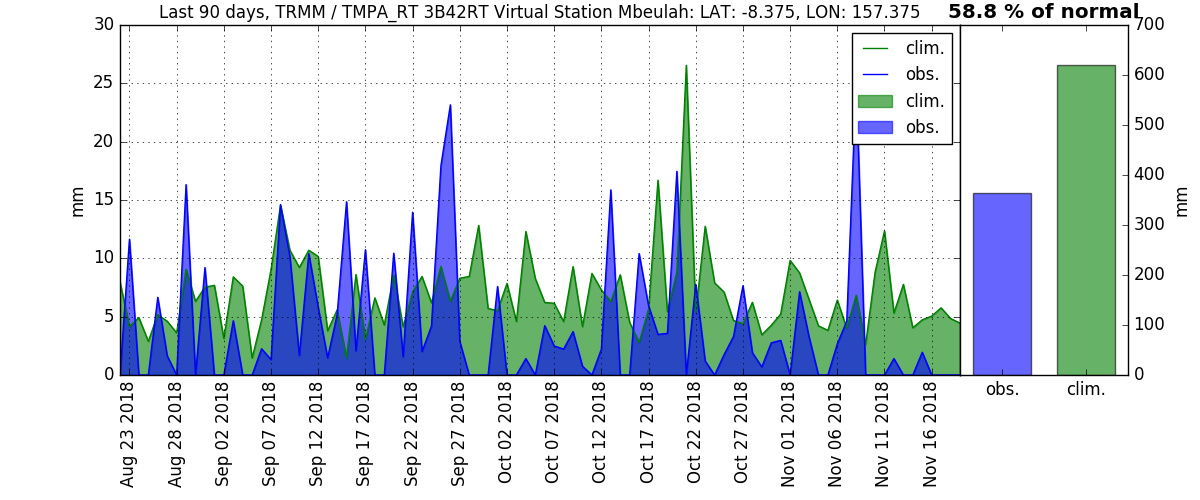 Last 90 days, TRMM / TMPA_RT 3B42RT Virtual Station Mbeulah: LAT: -8.375, LON: 157.375
58.8 % of normal
mm
30
25
20
15
10
5
0
clim.
obs.
clim.
obs.
Aug 23 2018
Aug 28 2018
Sep 02 2018
Sep 07 2018
Sep 12 2018
Sep 17 2018
Sep 22 2018
Sep 27 2018
Oct 02 2018
Oct 07 2018
Oct 12 2018
Oct 17 2018
Oct 22 2018
Oct 27 2018
Nov 01 2018
Nov 06 2018
Nov 11 2018
Nov 16 2018
700
600
500
400
300
200
100
0
mm
obs.
clim.